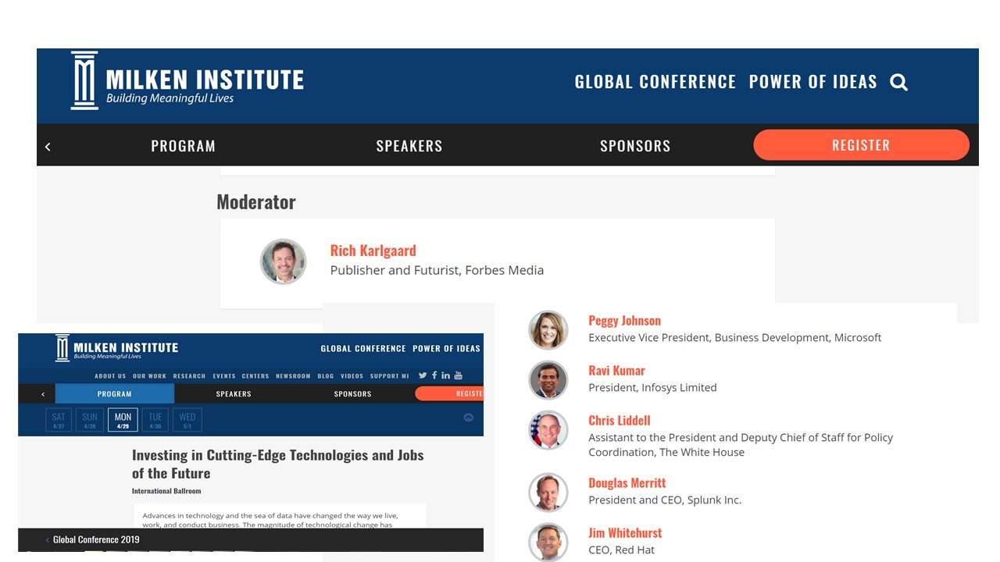 MILKEN INSTITUTE
Building Meaningful Lives
GLOBAL CONFERENCE POWER OF IDEAS
PROGRAM SPEAKERS SPONSORS REGISTER
Moderator
Rich Karlgaard
Publisher and Futurist, Forbes Media
Peggy Johnson
Executive Vice President, Business Development, Microsoft
Ravi Kumar
President, Infosys Limited
Chris Liddell
Assistant to the President and Deputy Chief of Staff for Policy
Coordination, The White House
Douglas Merritt
President and CEO, Splunk Inc.
Jim Whitehurst
CEO, Red Hat
MILKEN INSTITUTE
Building Meaningful Lives
GLOBAL CONFERENCE POWER OF IDEAS
ABOUT US OUR WORK RESEARCH EVENTS CENTERS NEWSROOM BLOG VIDEOS SUPPORT MI
PROGRAM SPEAKERS SPONSORS REGISTE
SAT SUN MON TUE WED
4/27 4/28 4/29 4/30 5/1
Investing in Cutting-Edge Technologies and Jobs
of the Future
International Ballroom
Advances in technology and the sea of data have changed the way we live,
work, and conduct business. The magnitude of technological change has
Global Conference 2019